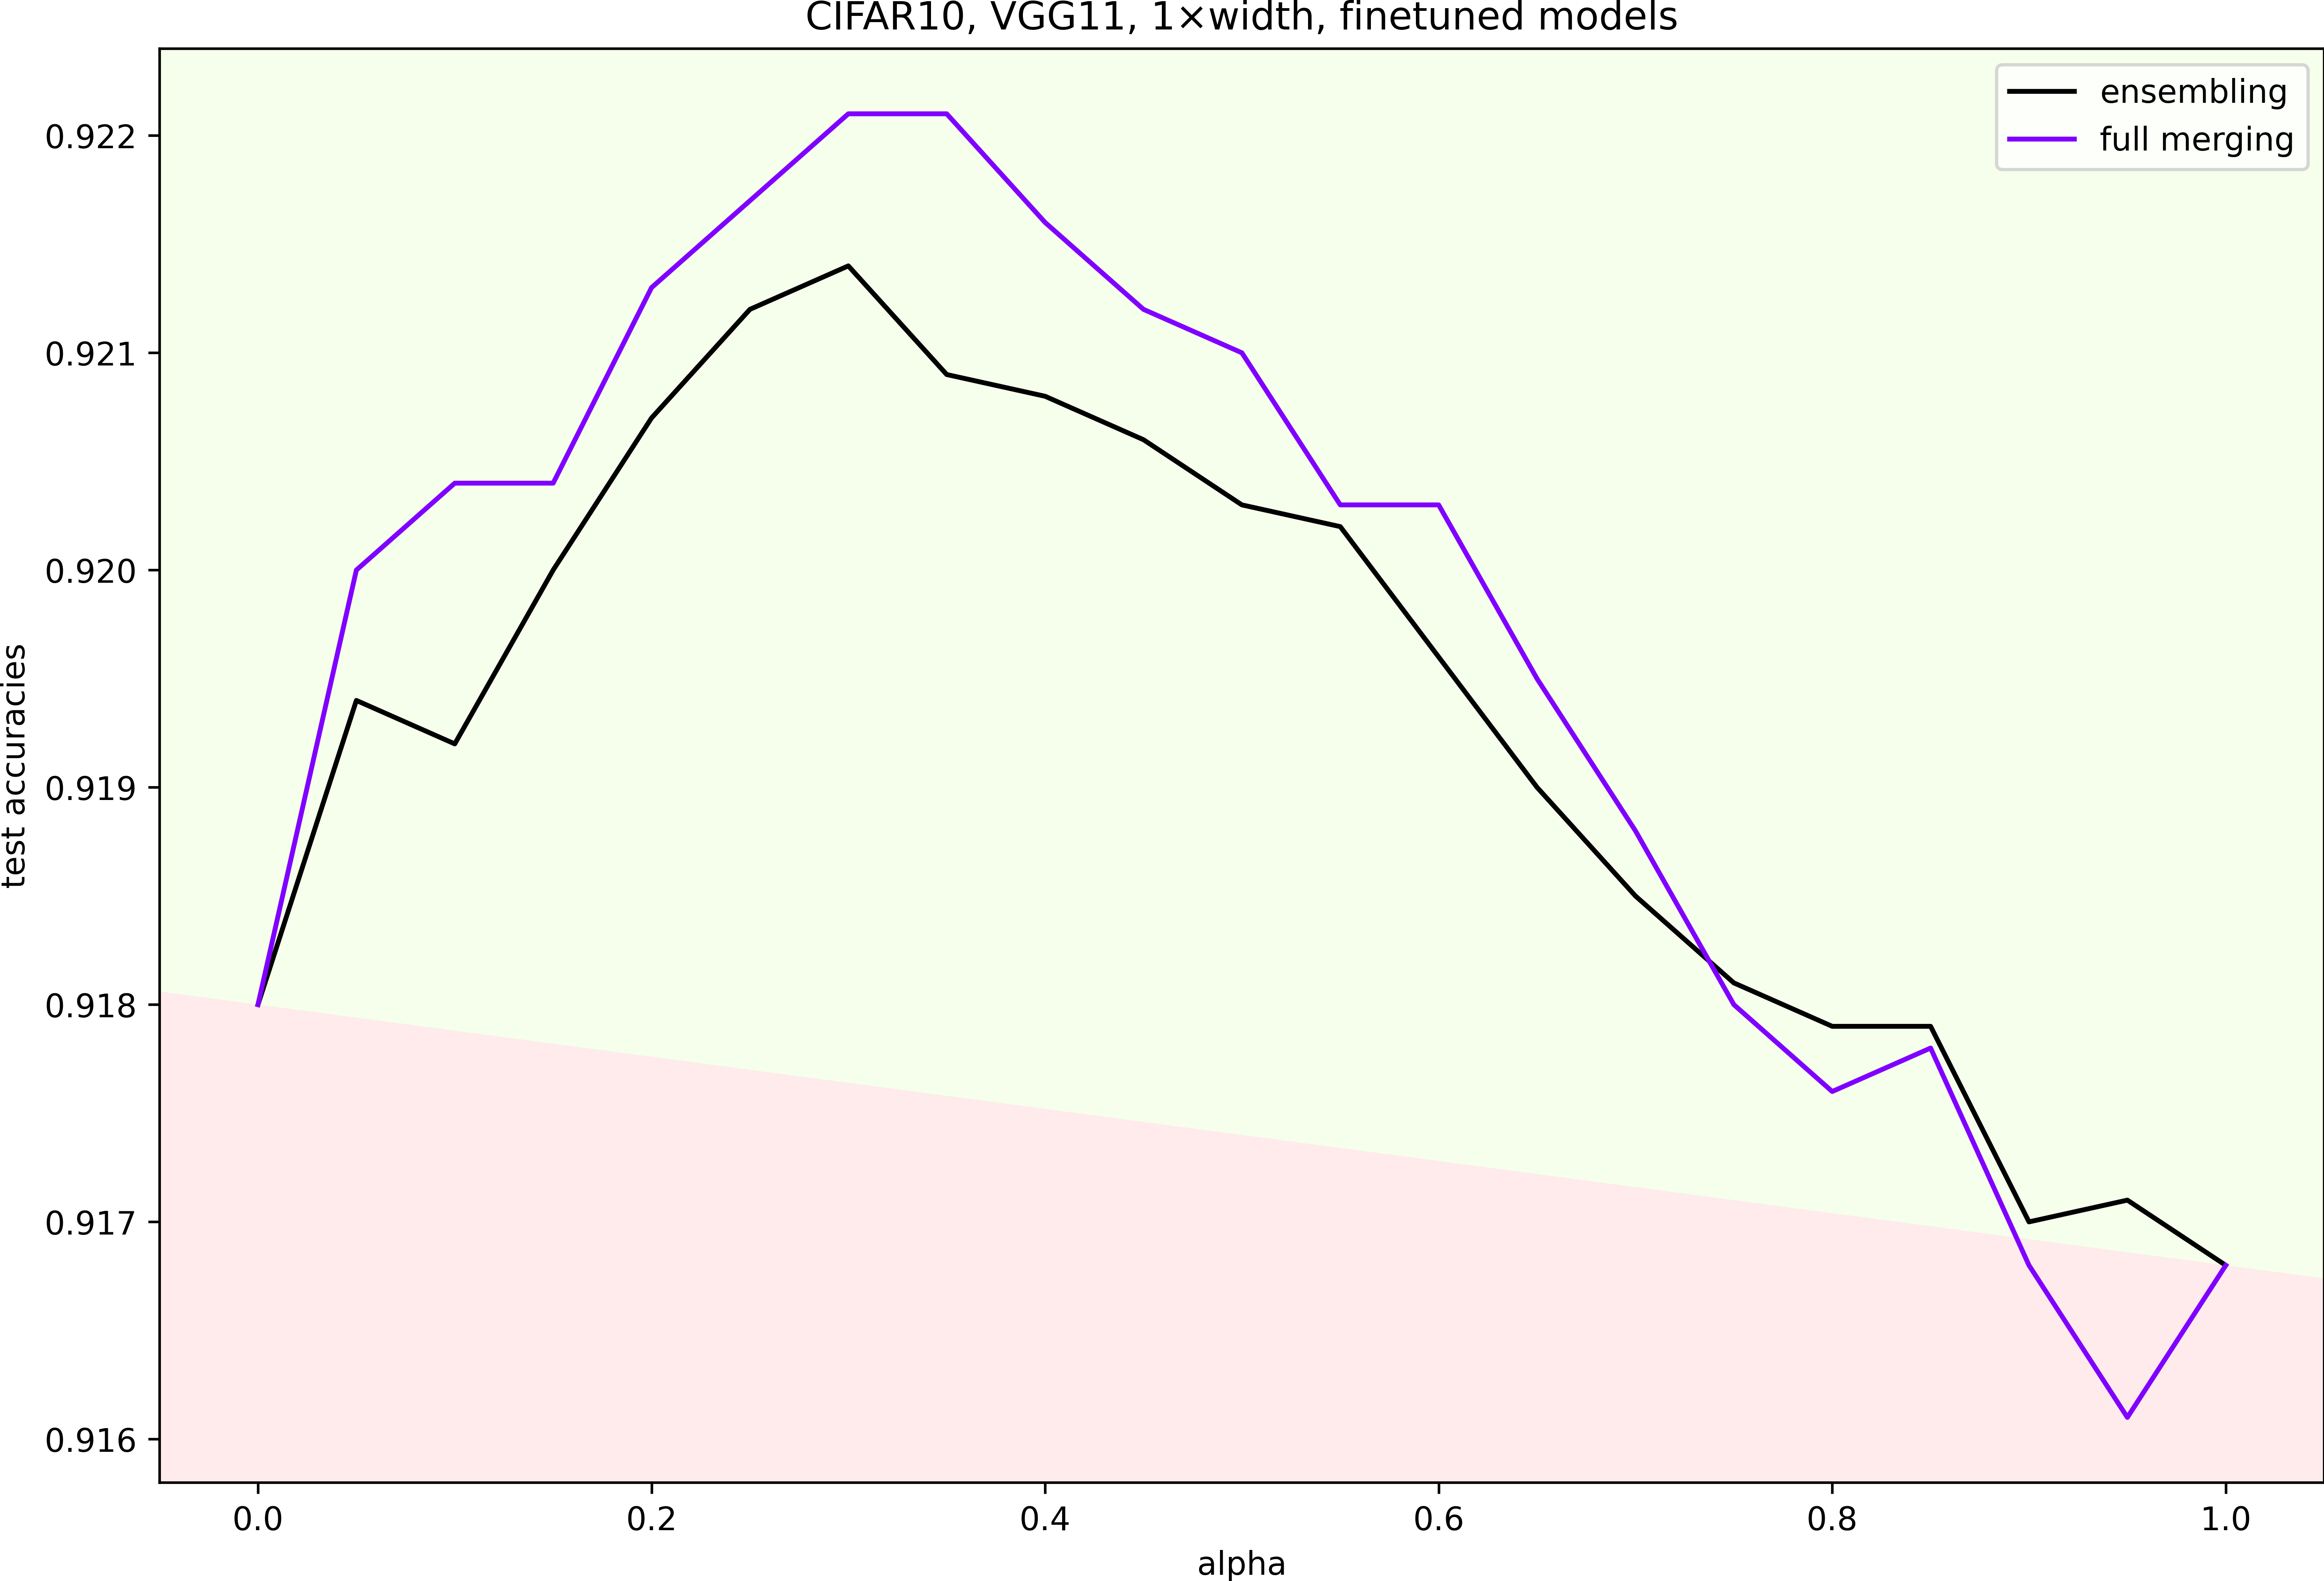 CIFAR10, VGG11, 1×width, finetuned models
ensembling
full merging
test accuracies
0.922
0.921
0.920
0.919
0.918
0.917
0.916
0.0 0.2 0.4 0.6 0.8 1.0
alpha